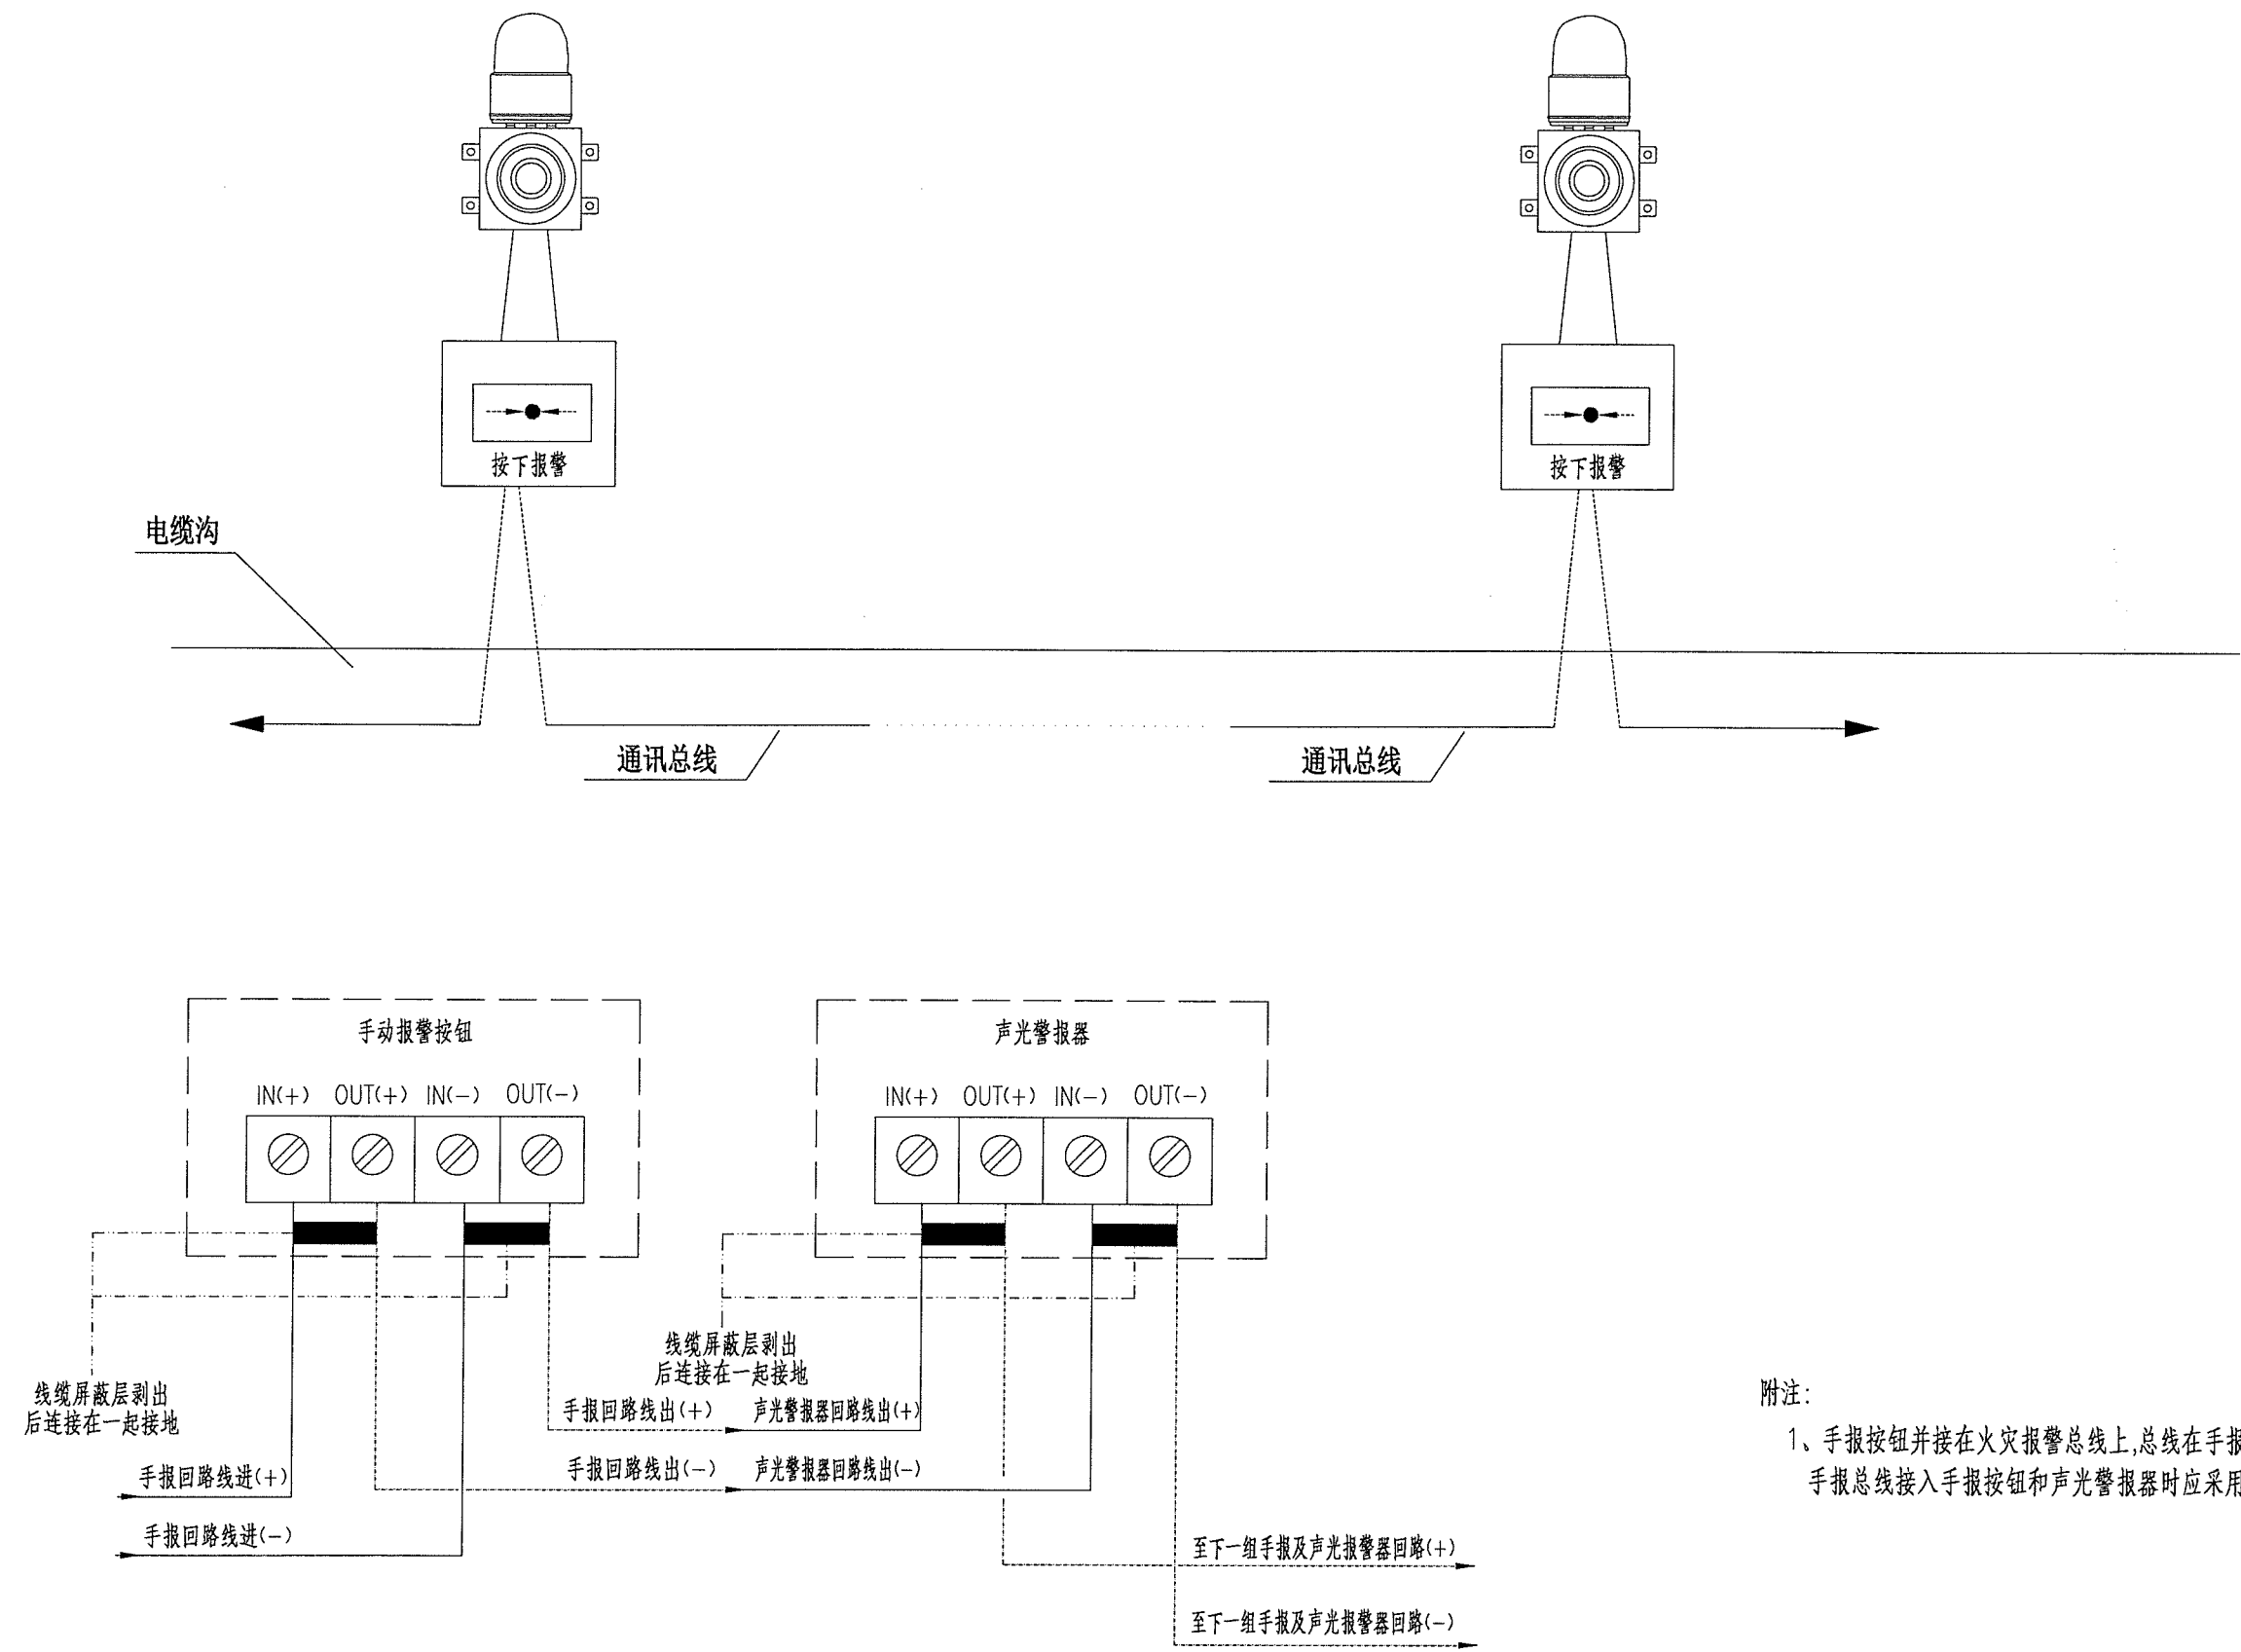 按下报警
按下报警
电缆沟
通讯总线
通讯总线
手动报警按钮
IN(+) OUT(+) IN(-) OUT(-)
声光警报器
IN(+) OUT(+) IN(-) OUT(-)
线缆屏蔽层剥出
后连接在一起接地
线缆屏蔽层剥出
后连接在一起接地
手报回路线出(+) 声光警报器回路线出(+)
手报回路线出(-) 声光警报器回路线出(-)
手报回路线进(+)
手报回路线进(-)
至下一组手报及声光报警器回路(+)
至下一组手报及声光报警器回路(-)
附注:
1、手报按钮并接在火灾报警总线上,总线在手报
手报总线接入手报按钮和声光警报器时应采用